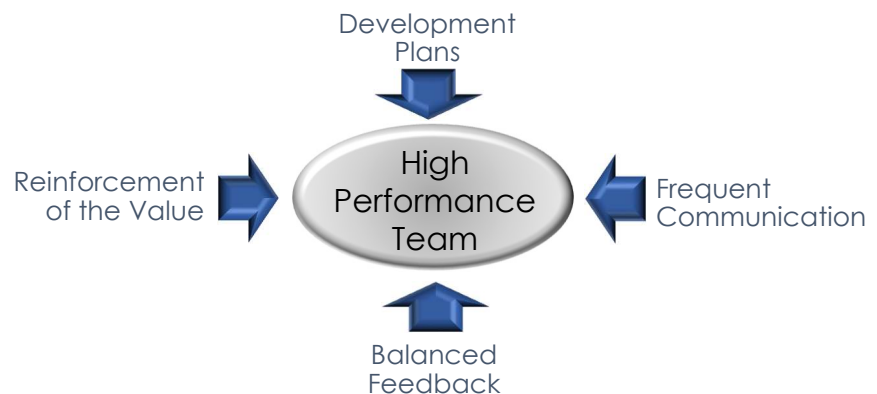 Development
Plans
High
Performance
Team
Reinforcement
of the Value
Frequent
Communication
Balanced
Feedback